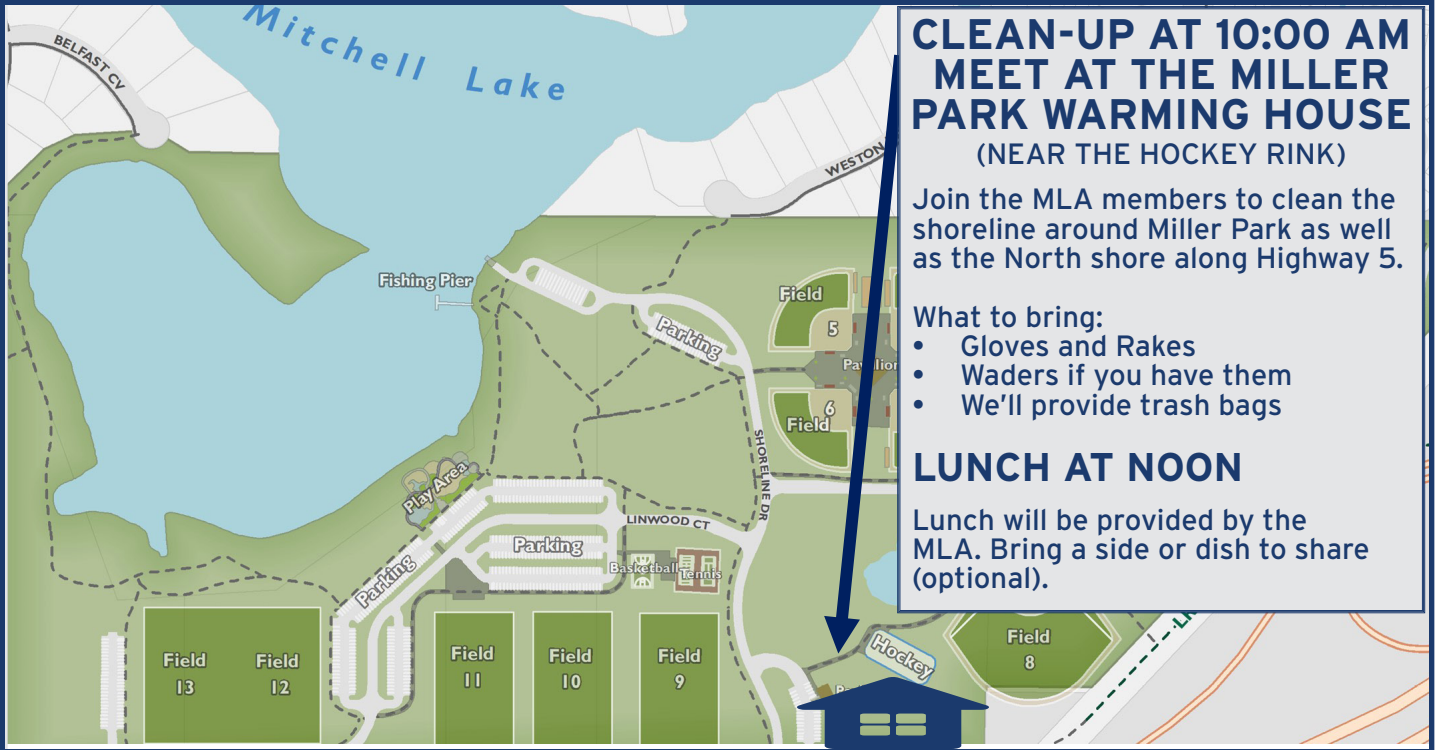 Mitchell Lake
BELFAST CV
WESTON
Fishing Pier
Parking
Field
5
Pavilion
6
Field
SHORELINE DR
Play Area
LINWOOD CT
Parking
Parking
Basketball
Tennis
Hockey
Field
8
Field
13
Field
12
Field
11
Field
10
Field
9
CLEAN-UP AT 10:00 AM
MEET AT THE MILLER
PARK WARMING HOUSE
(NEAR THE HOCKEY RINK)
Join the MLA members to clean the
shoreline around Miller Park as well
as the North shore along Highway 5.
What to bring:
• Gloves and Rakes
• Waders if you have them
• We'll provide trash bags
LUNCH AT NOON
Lunch will be provided by the
MLA. Bring a side or dish to share
(optional).